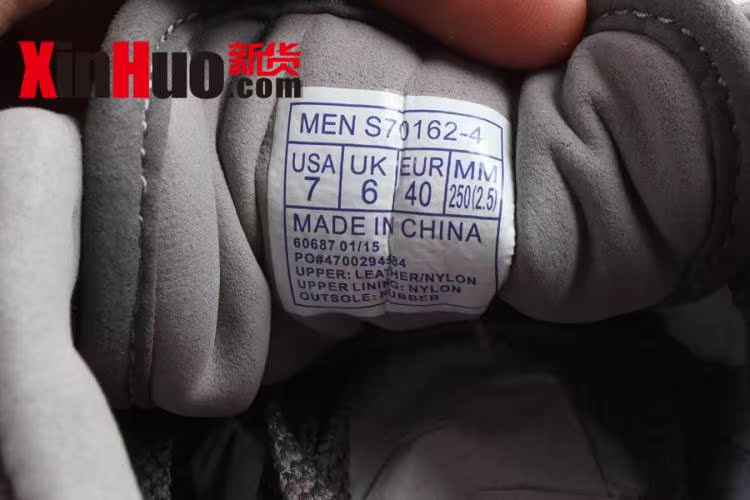 XinHuo新货
.com
MEN S70162-4
USA UK EUR MM
7 6 40 250(2.5)
MADE IN CHINA
60687 01/15
UPPER: LEATHER/NYLON
UPPER LINING: NYLON
OUTSOLE: RUBBER